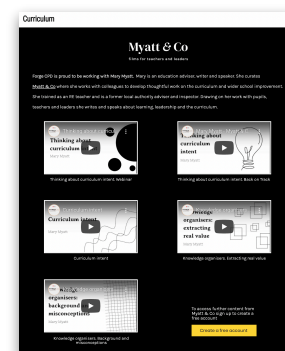 Curriculum
Myatt & Co
films for teachers and leaders
Forge CPD is proud to be working with Mary Myatt. Mary is an education adviser, writer and speaker. She curates
Myatt & Co where she works with colleagues to develop thoughtful work on the curriculum and wider school improvement.
She trained as an RE teacher and is a former local authority adviser and inspector. Drawing on her work with pupils,
teachers and leaders she writes and speaks about learning, leadership and the curriculum.
Thinking about
curriculum
Mary Myatt
Thinking about curriculum intent: Webinar
Thinking about
curriculum
intent
Mary Myatt
Thinking about curriculum intent: Back on Track
Curriculum intent
Mary Myatt
Curriculum intent
Knowledge
organisers:
extracting
real value
Mary Myatt
Knowledge organisers: Extracting real value
Knowledge
organisers:
background and
misconceptions
Mary Myatt
Knowledge organisers: Background and
misconceptions
To access further content from
Myatt & Co sign up to create a
free account
Create a free account